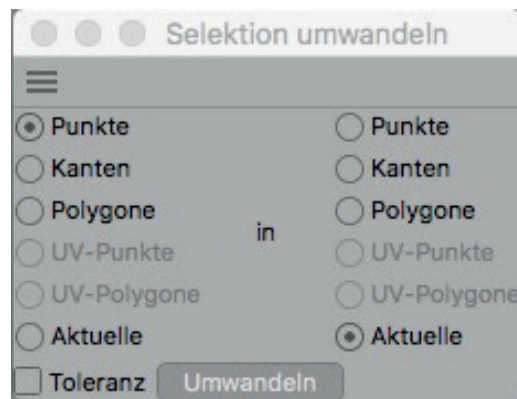 Selektion umwandeln
Punkte Punkte
Kanten Kanten
Polygone Polygone
in
UV-Punkte UV-Punkte
UV-Polygone UV-Polygone
Aktuelle Aktuelle
Toleranz Umwandeln